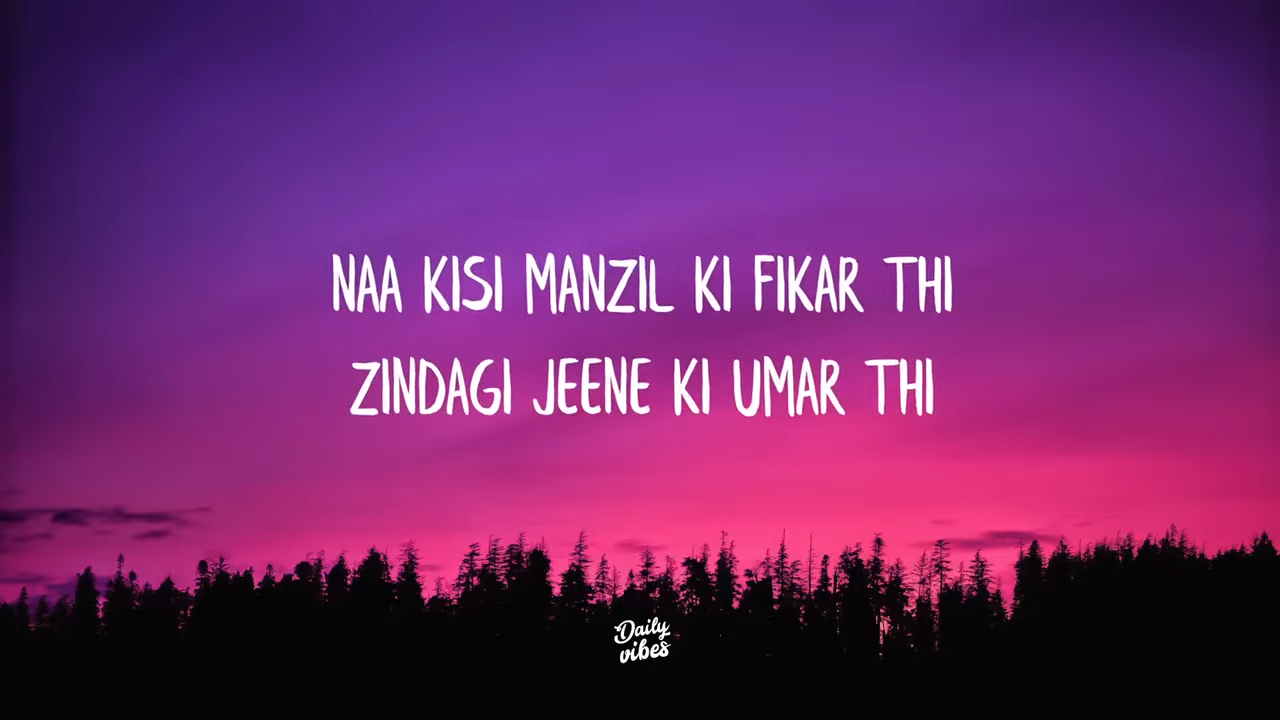 NAA KISI MANZIL KI FIKAR THI
ZINDAGI JEENE KI UMAR THI
Daily
vibes